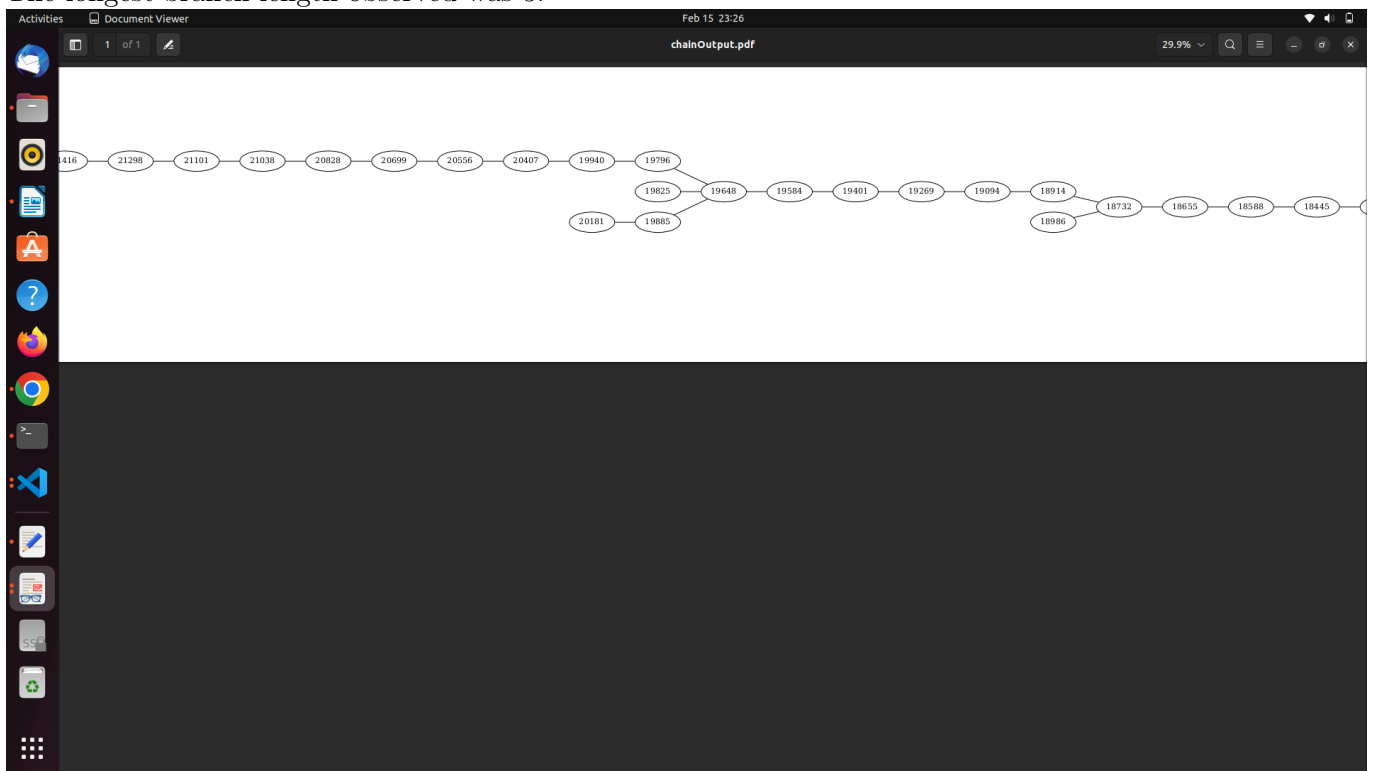 The longest branch length observed was
Activities Document Viewer Feb 15 23:26
1 of 1 chainOutput.pdf 29.9%
1416 21298 21101 21038 20828 20699 20556 20407 19940 19796
19825 19648 19584 19401 19269 19094 18914
18732 18655 18588 18445
20181 19885 18986